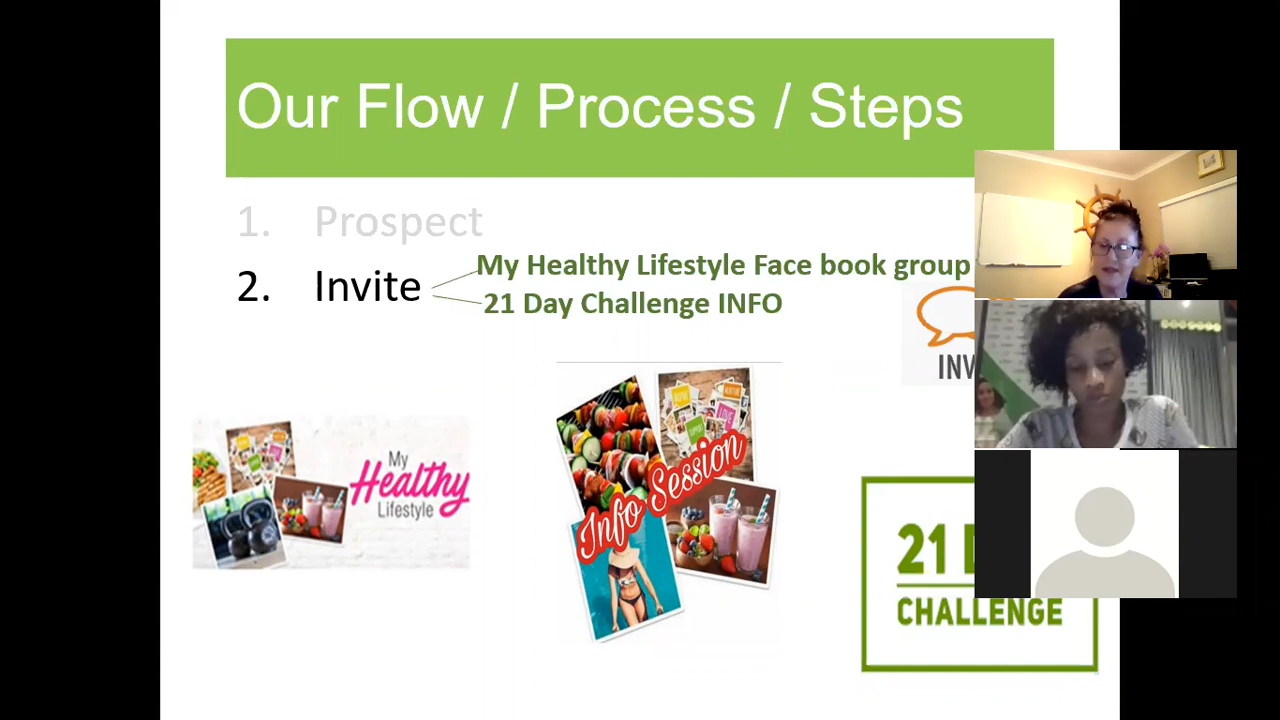 Our Flow / Process / Steps
1. Prospect
2. Invite
My Healthy Lifestyle Face book group
21 Day Challenge INFO
INV
My
Healthy
Lifestyle
Info Session
LOVE
21 D
CHALLENGE